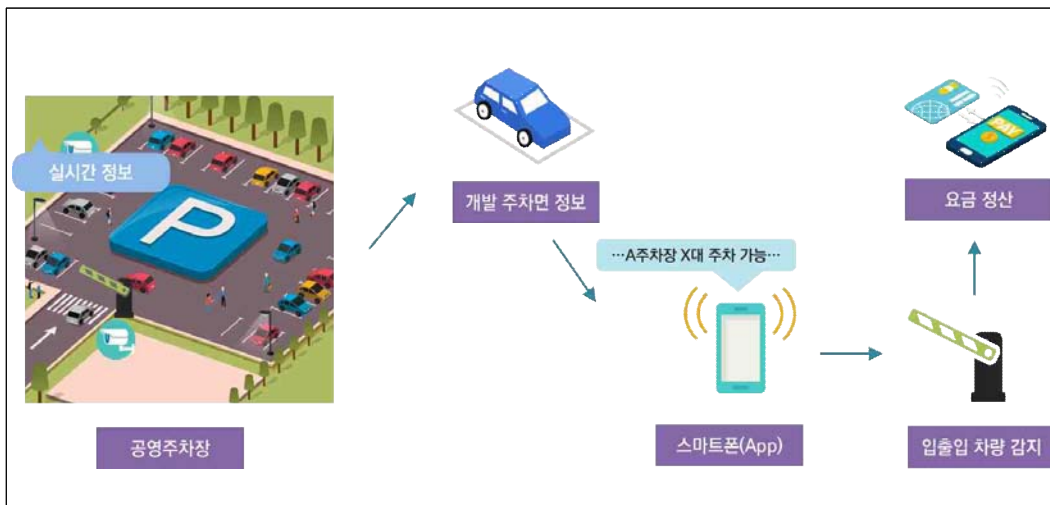 실시간 정보
P
공영주차장
개발 주차면 정보
…A주차장 X대 주차 가능…
스마트폰(App)
입출입 차량 감지
PAY
요금 정산